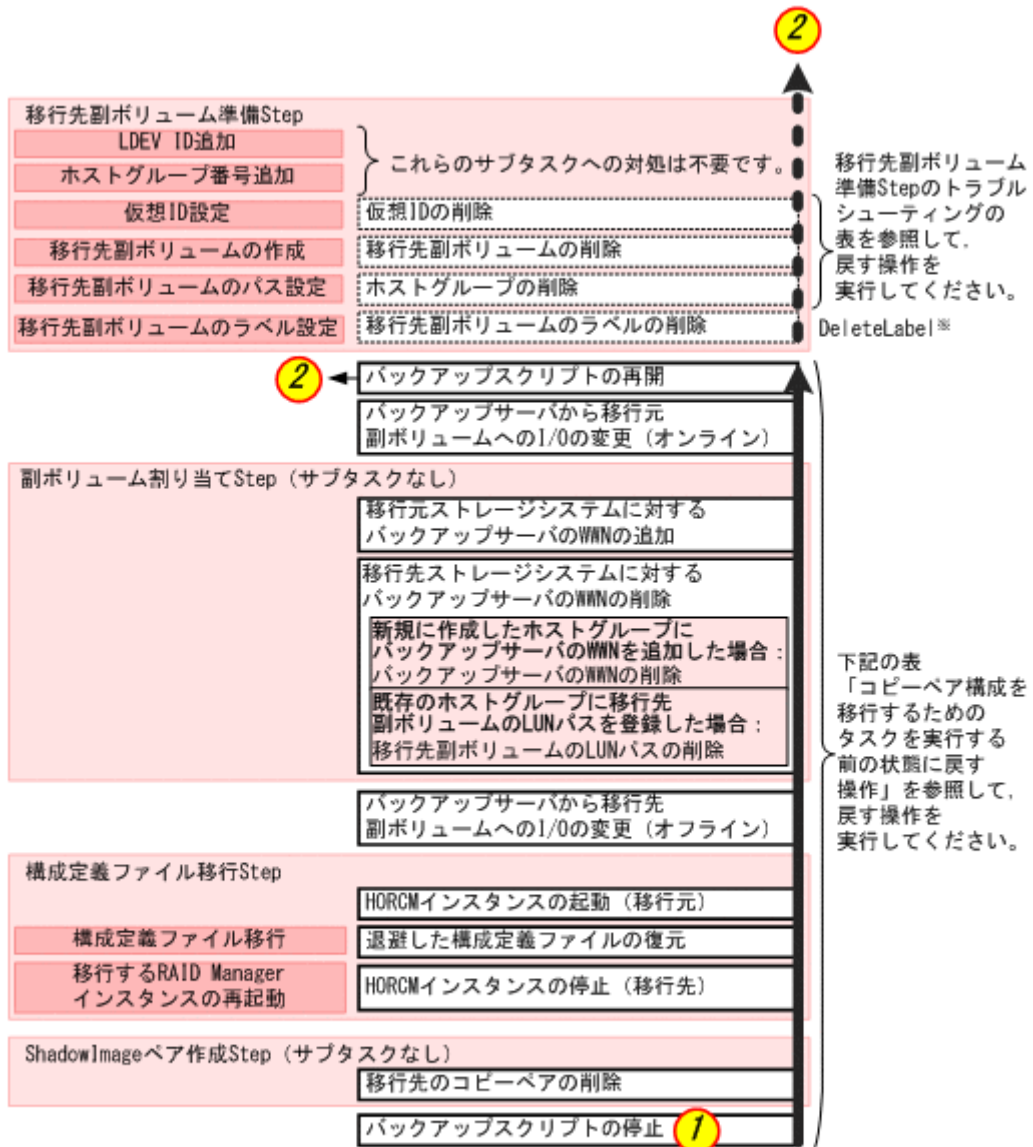 2
移行先副ボリューム準備Step
LDEV ID追加
ホストグループ番号追加
これらのサブタスクへの対処は不要です。
仮想ID設定
仮想IDの削除
移行先副ボリュームの作成
移行先副ボリュームの削除
移行先副ボリュームのパス設定
ホストグループの削除
移行先副ボリュームのラベル設定
移行先副ボリュームのラベルの削除
移行先副ボリューム
準備Stepのトラブル
シューティングの
表を参照して,
戻す操作を
実行してください。
DeleteLabel※
2
バックアップスクリプトの再開
バックアップサーバから移行元
副ボリュームへのI/Oの変更（オンライン）
副ボリューム割り当てStep（サブタスクなし）
移行元ストレージシステムに対する
バックアップサーバのWWNの追加
移行先ストレージシステムに対する
バックアップサーバのWWNの削除
新規に作成したホストグループに
バックアップサーバのWWNを追加した場合：
バックアップサーバのWWNの削除
既存のホストグループに移行先
副ボリュームのLUNパスを登録した場合：
移行先副ボリュームのLUNパスの削除
バックアップサーバから移行先
副ボリュームへのI/Oの変更（オフライン）
下記の表
「コピーペア構成を
移行するための
タスクを実行する
前の状態に戻す
操作」を参照して,
戻す操作を
実行してください。
構成定義ファイル移行Step
HORCMインスタンスの起動（移行元）
構成定義ファイル移行
退避した構成定義ファイルの復元
移行するRAID Manager
インスタンスの再起動
HORCMインスタンスの停止（移行先）
ShadowImageペア作成Step（サブタスクなし）
移行先のコピーペアの削除
バックアップスクリプトの停止
1